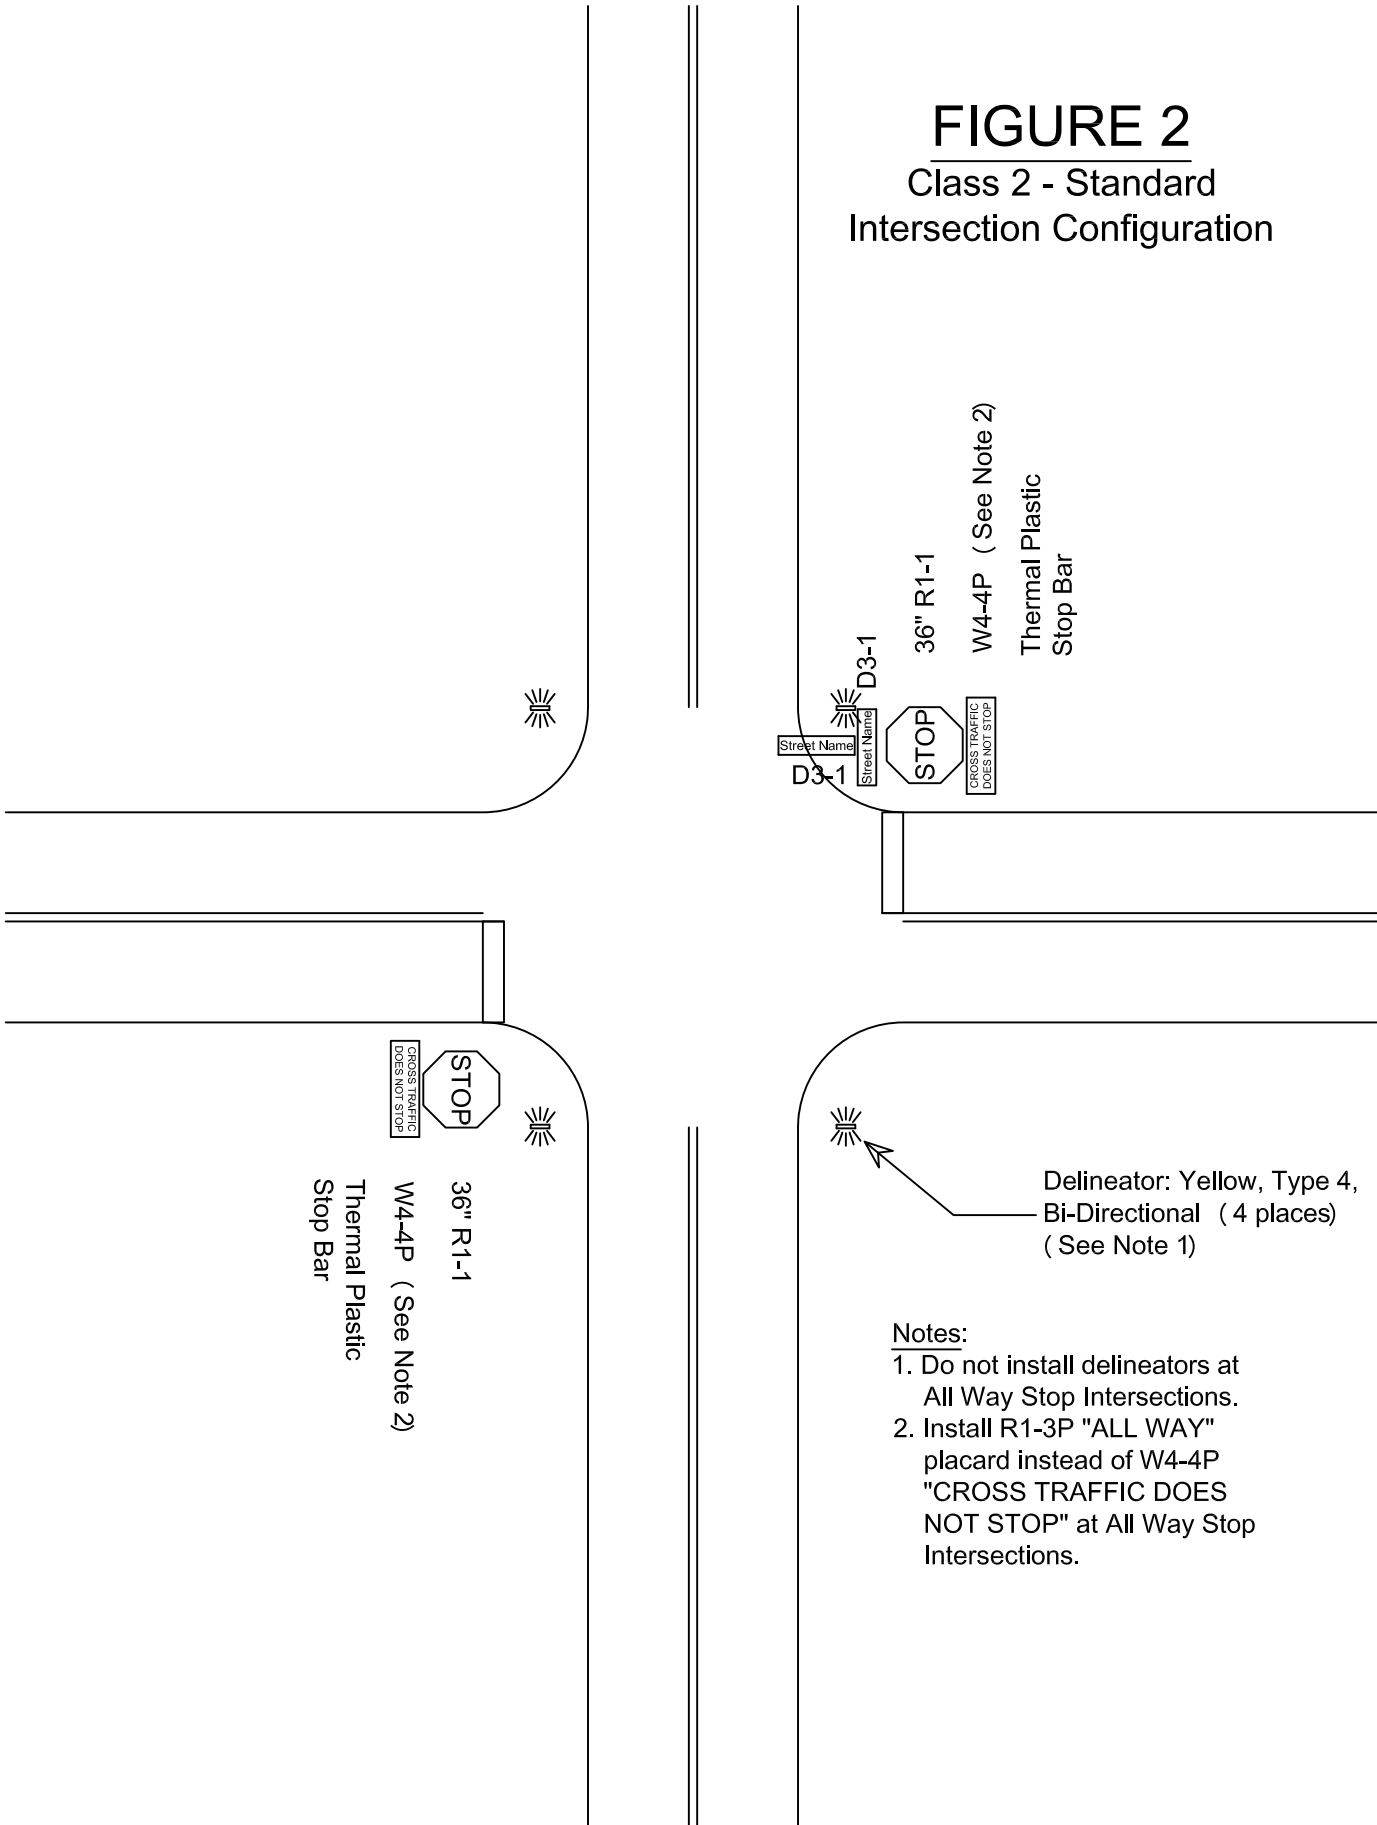 FIGURE 2
Class 2 - Standard
Intersection Configuration
D3-1
36" R1-1
W4-4P (See Note 2)
Thermal Plastic
Stop Bar
Street Name
D3-1
Street Name
STOP
CROSS TRAFFIC
DOES NOT STOP
STOP
CROSS TRAFFIC
DOES NOT STOP
36" R1-1
W4-4P (See Note 2)
Thermal Plastic
Stop Bar
Delineator: Yellow, Type 4,
Bi-Directional (4 places)
(See Note 1)
Notes:
1. Do not install delineators at
All Way Stop Intersections.
2. Install R1-3P "ALL WAY"
placard instead of W4-4P
"CROSS TRAFFIC DOES
NOT STOP" at All Way Stop
Intersections.